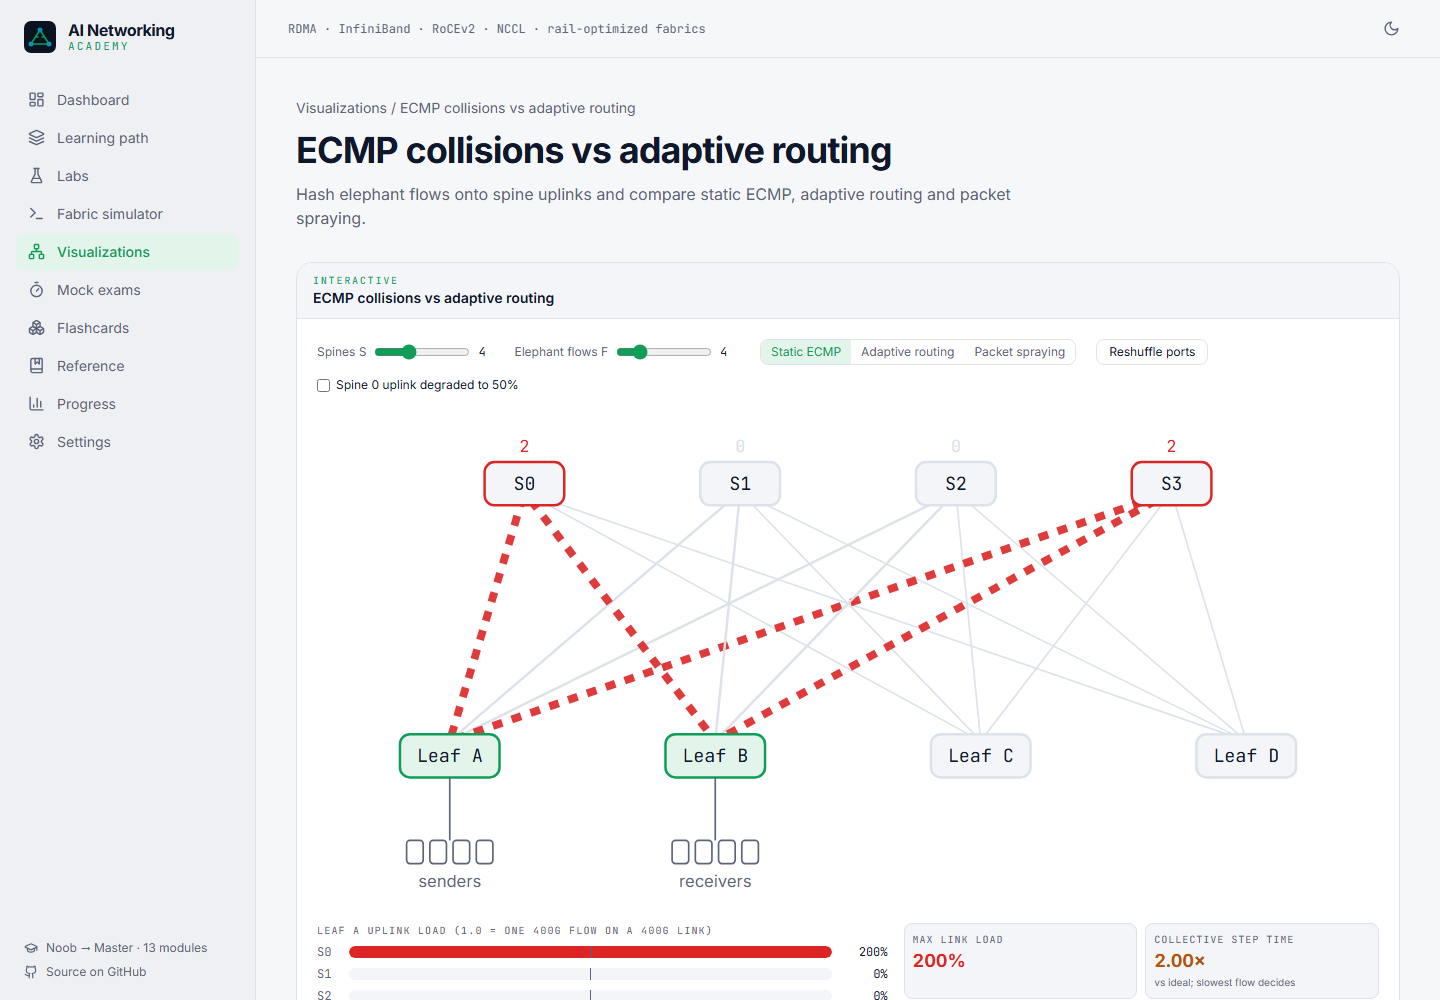 AI Networking
ACADEMY
RDMA · InfiniBand · RoCEv2 · NCCL · rail-optimized fabrics
Dashboard
Learning path
Labs
Fabric simulator
Visualizations
Mock exams
Flashcards
Reference
Progress
Settings
Noob → Master · 13 modules
Source on GitHub
Visualizations / ECMP collisions vs adaptive routing
ECMP collisions vs adaptive routing
Hash elephant flows onto spine uplinks and compare static ECMP, adaptive routing and packet
spraying.
INTERACTIVE
ECMP collisions vs adaptive routing
Spines S 4 Elephant flows F 4 Static ECMP Adaptive routing Packet spraying Reshuffle ports
Spine 0 uplink degraded to 50%
2 0 0 2
S0 S1 S2 S3
Leaf A Leaf B Leaf C Leaf D
senders receivers
LEAF A UPLINK LOAD (1.0 = ONE 400G FLOW ON A 400G LINK)
S0 200%
S1 0%
S2 0%
MAX LINK LOAD
200%
COLLECTIVE STEP TIME
2.00×
vs ideal; slowest flow decides